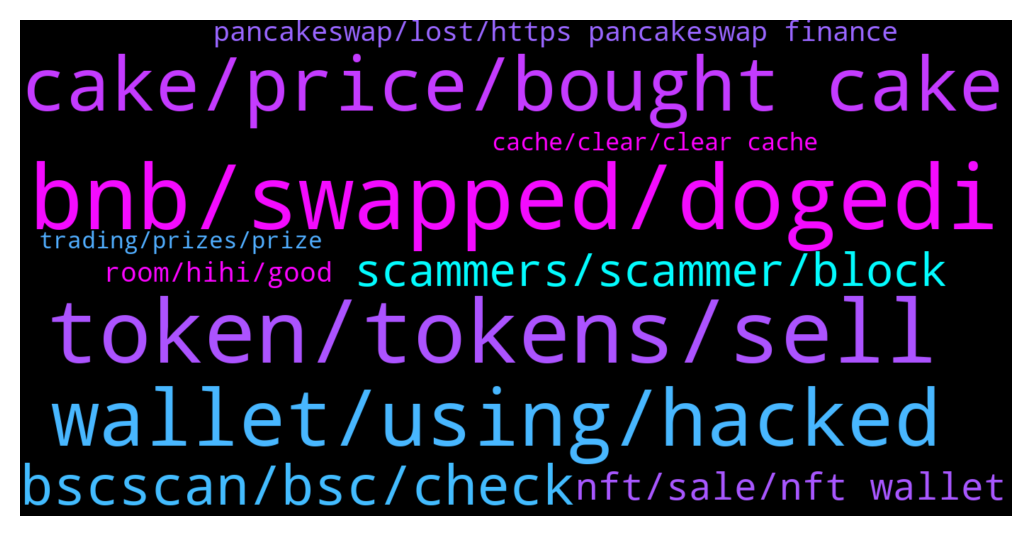 pancakeswap/lost/https pancakeswap finance
cake/price/bought cake
cache/clear/clear cache
bnb/swapped/dogedi
trading/prizes/prize
room/hihi/good
scammers/scammer/block
token/tokens/sell
wallet/using/hacked
bscscan/bsc/check
nft/sale/nft wallet